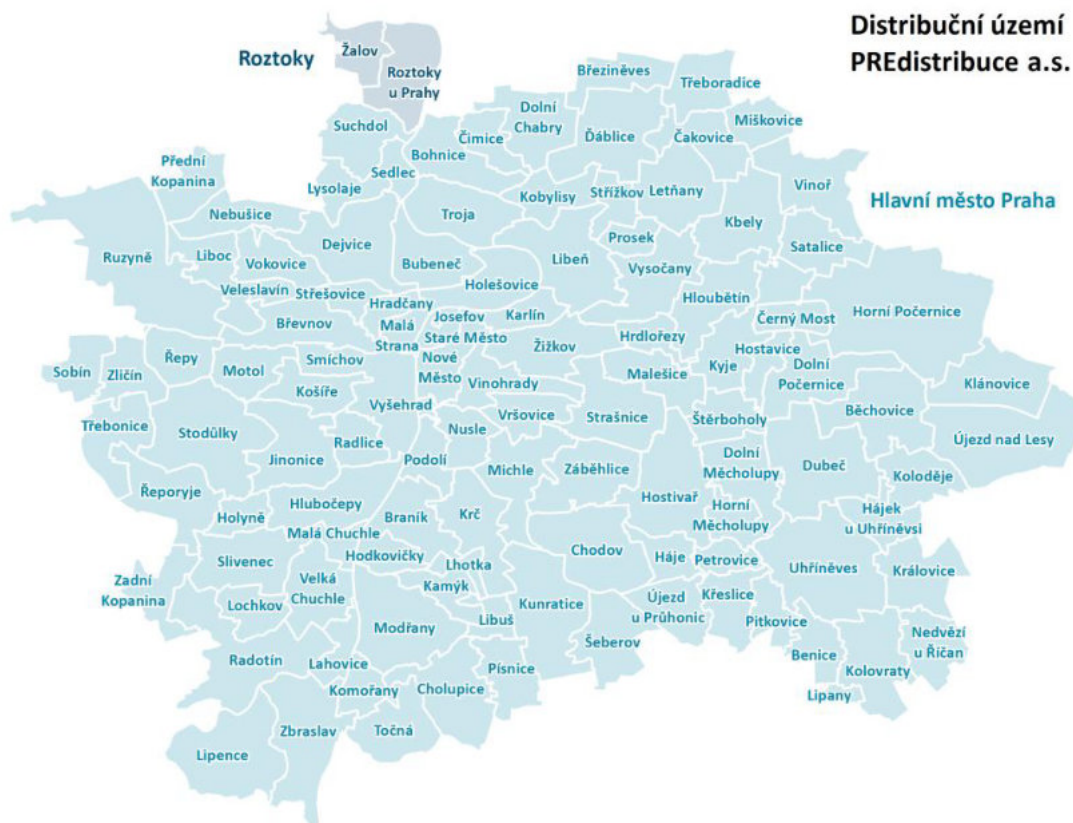 Distribuční území
PREdistribuce a.s.
Roztoky
Žalov
Roztoky
u Prahy
Březiněves
Třeboradice
Suchdol
Dolní
Chabry
Čimice
Ďáblice
Čakovice
Miškovice
Bohnice
Přední
Kopanina
Sedlec
Lysolaje
Kobylisy
Střížkov
Letňany
Vinoř
Hlavní město Praha
Nebušice
Troja
Kbely
Ruzyně
Liboc
Vokovice
Dejvice
Bubeneč
Libeň
Prosek
Vysočany
Satalice
Veleslavín
Střešovice
Holešovice
Hloubětín
Hradčany
Břevnov
Malá
Strana
Josefov
Karlín
Černý Most
Horní Počernice
Staré Město
Hrdlořezy
Žižkov
Hostavice
Sobín
Zličín
Řepy
Motol
Smíchov
Nové
Město
Malešice
Kyje
Dolní
Počernice
Klánovice
Košíře
Vinohrady
Vyšehrad
Vršovice
Strašnice
Štěrboholy
Běchovice
Třebonice
Stodůlky
Radlice
Nusle
Újezd nad Lesy
Jinonice
Podolí
Michle
Záběhlice
Dolní
Měcholupy
Dubeč
Koloděje
Řeporyje
Hlubočepy
Hostivař
Holyně
Braník
Krč
Horní
Měcholupy
Hájek
u Uhříněvsi
Malá Chuchle
Slivenec
Hodkovičky
Lhotka
Chodov
Háje
Petrovice
Uhříněves
Královice
Zadní
Kopanina
Velká
Chuchle
Kamýk
Lochkov
Kunratice
Újezd
u Průhonic
Křeslice
Modřany
Libuš
Pitkovice
Šeberov
Nedvězí
u Říčan
Radotín
Lahovice
Písnice
Benice
Kolovraty
Komořany
Cholupice
Lipany
Zbraslav
Točná
Lipence